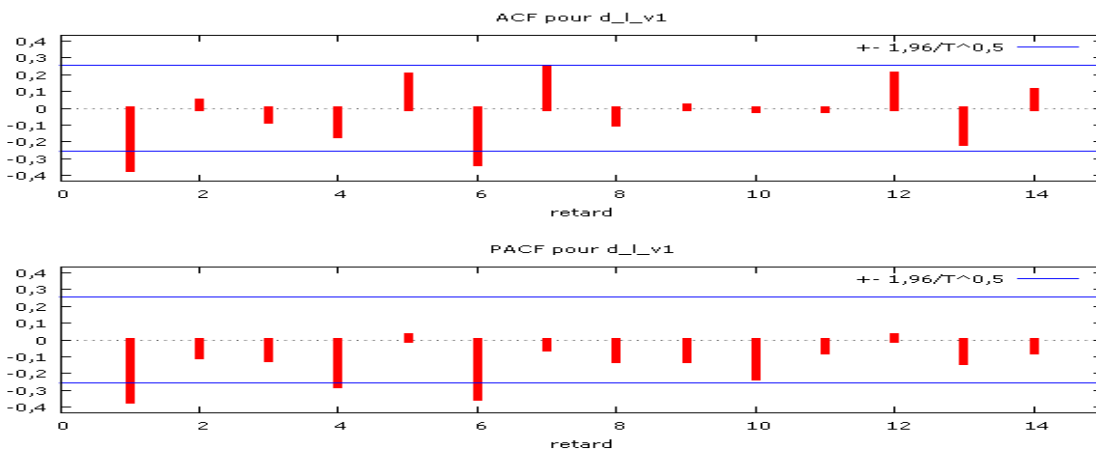 ACF pour d_l_v1
+- 1,96/T^0,5
0,4
0,3
0,2
0,1
0
-0,1
-0,2
-0,3
-0,4
0 2 4 6 8 10 12 14
retard
PACF pour d_l_v1
+- 1,96/T^0,5
0,4
0,3
0,2
0,1
0
-0,1
-0,2
-0,3
-0,4
0 2 4 6 8 10 12 14
retard